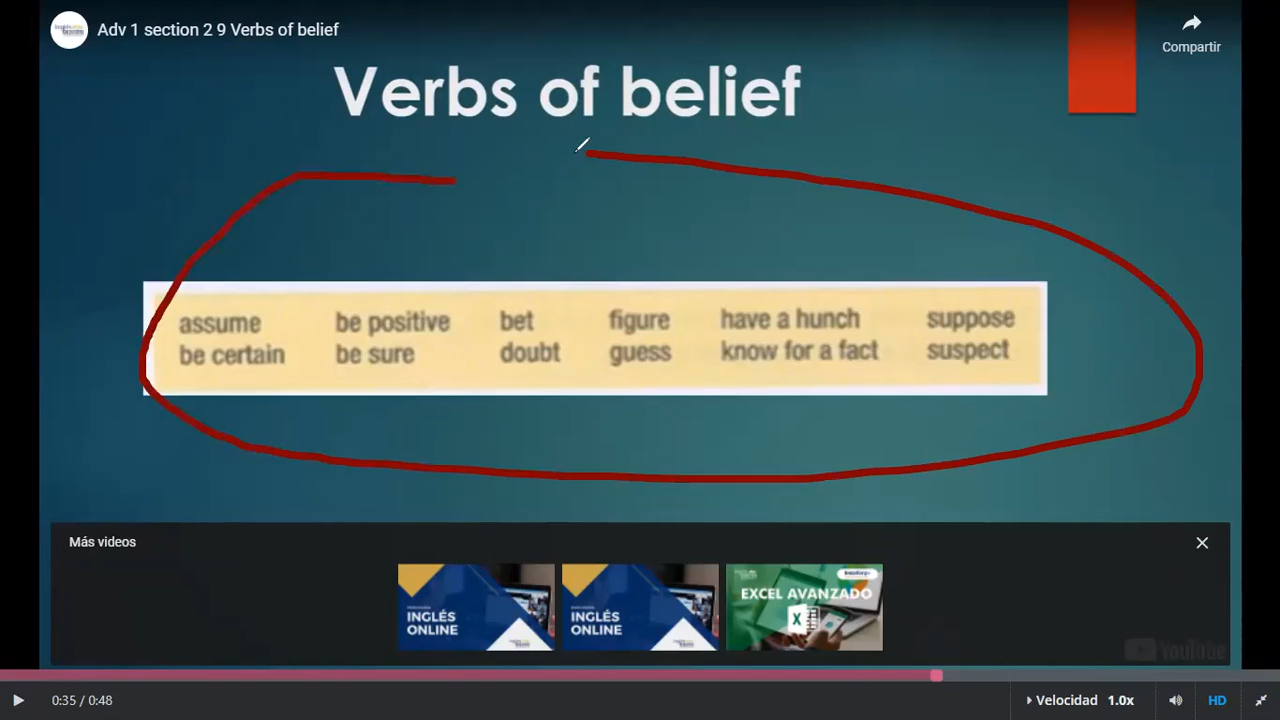 Adv 1 section 2 9 Verbs of belief
Compartir
Verbs of belief
assume be positive bet figure have a hunch suppose
be certain be sure doubt guess know for a fact suspect
Más videos
INGLÉS
ONLINE
INGLÉS
ONLINE
EXCEL AVANZADO
YouTube
0:35 / 0:48
Velocidad 1.0x
HD